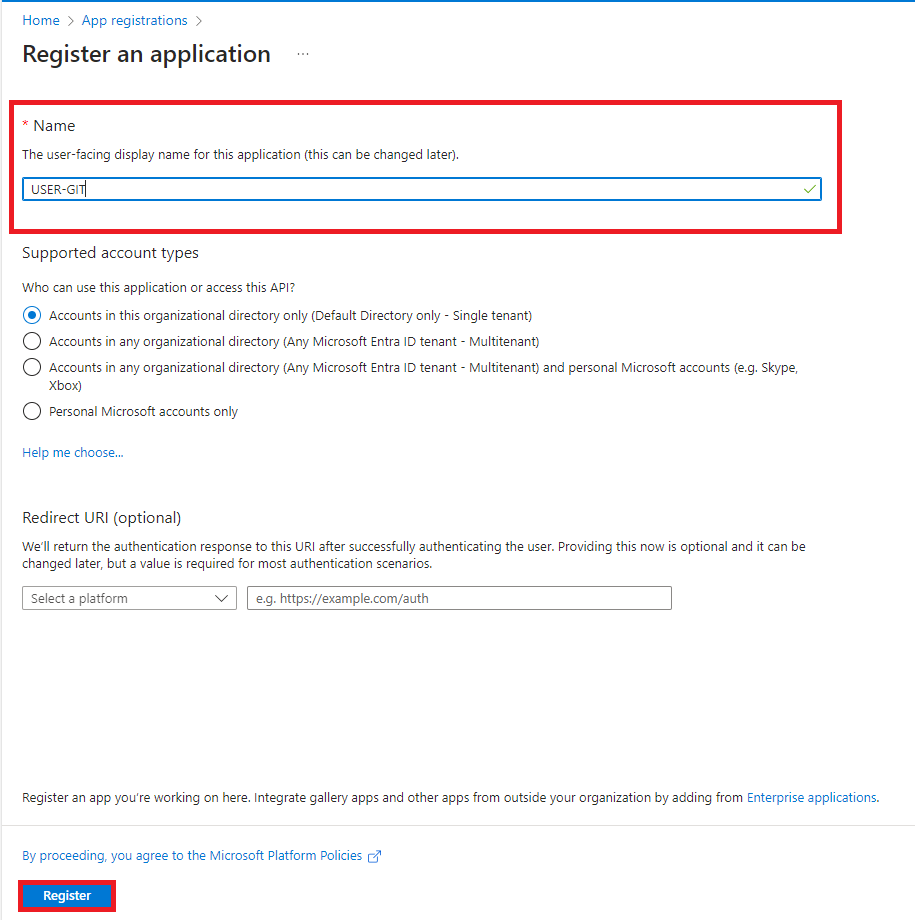 Home > App registrations >
Register an application ...
* Name
The user-facing display name for this application (this can be changed later).
USER-GIT
Supported account types
Who can use this application or access this API?
Accounts in this organizational directory only (Default Directory only - Single tenant)
Accounts in any organizational directory (Any Microsoft Entra ID tenant - Multitenant)
Accounts in any organizational directory (Any Microsoft Entra ID tenant - Multitenant) and personal Microsoft accounts (e.g. Skype,
Xbox)
Personal Microsoft accounts only
Help me choose...
Redirect URI (optional)
We'll return the authentication response to this URI after successfully authenticating the user. Providing this now is optional and it can be
changed later, but a value is required for most authentication scenarios.
Select a platform e.g. https://example.com/auth
Register an app you're working on here. Integrate gallery apps and other apps from outside your organization by adding from Enterprise applications.
By proceeding, you agree to the Microsoft Platform Policies
Register